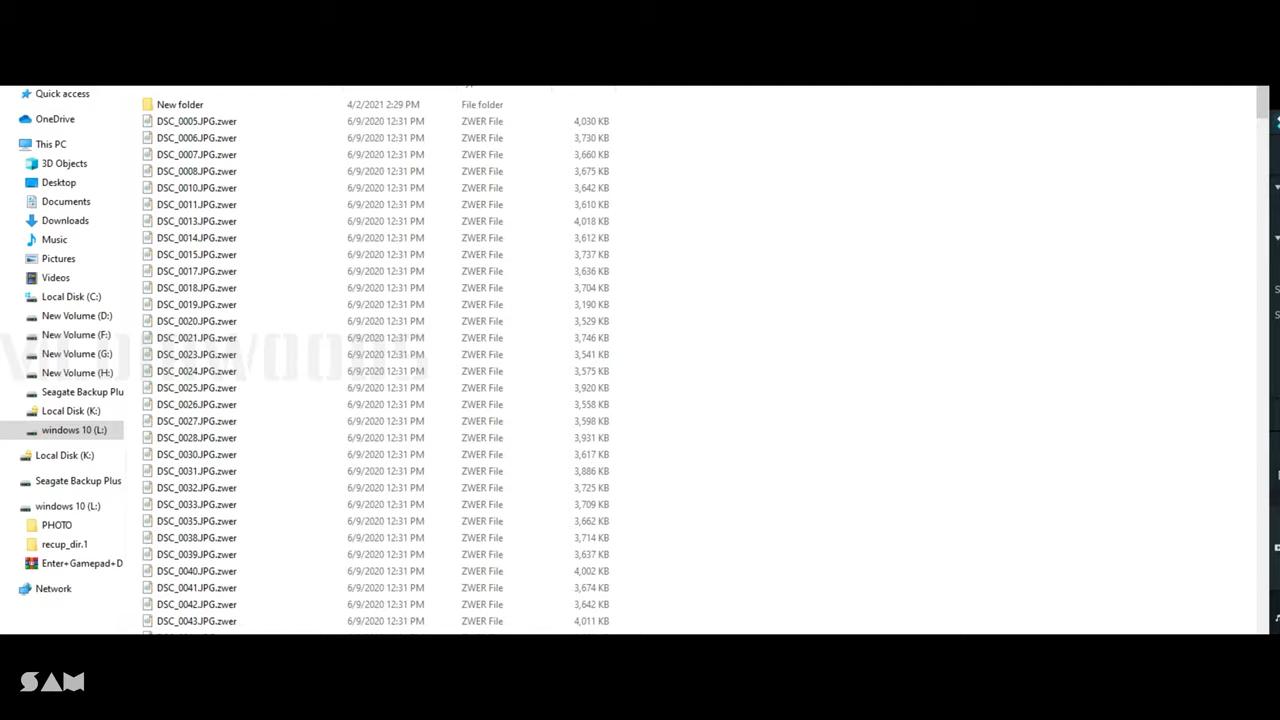 Quick access
OneDrive
This PC
3D Objects
Desktop
Documents
Downloads
Music
Pictures
Videos
Local Disk (C:)
New Volume (D:)
New Volume (F:)
New Volume (G:)
New Volume (H:)
Seagate Backup Plu
Local Disk (K:)
windows 10 (L:)
Local Disk (K:)
Seagate Backup Plus
windows 10 (L:)
PHOTO
recup_dir.1
Enter+Gamepad+D
Network
New folder 4/2/2021 2:29 PM File folder
DSC_0005.JPG.zwer 6/9/2020 12:31 PM ZWER File 4,030 KB
DSC_0006.JPG.zwer 6/9/2020 12:31 PM ZWER File 3,730 KB
DSC_0007.JPG.zwer 6/9/2020 12:31 PM ZWER File 3,660 KB
DSC_0008.JPG.zwer 6/9/2020 12:31 PM ZWER File 3,675 KB
DSC_0010.JPG.zwer 6/9/2020 12:31 PM ZWER File 3,642 KB
DSC_0011.JPG.zwer 6/9/2020 12:31 PM ZWER File 3,610 KB
DSC_0013.JPG.zwer 6/9/2020 12:31 PM ZWER File 4,018 KB
DSC_0014.JPG.zwer 6/9/2020 12:31 PM ZWER File 3,612 KB
DSC_0015.JPG.zwer 6/9/2020 12:31 PM ZWER File 3,737 KB
DSC_0017.JPG.zwer 6/9/2020 12:31 PM ZWER File 3,636 KB
DSC_0018.JPG.zwer 6/9/2020 12:31 PM ZWER File 3,704 KB
DSC_0019.JPG.zwer 6/9/2020 12:31 PM ZWER File 3,190 KB
DSC_0020.JPG.zwer 6/9/2020 12:31 PM ZWER File 3,529 KB
DSC_0021.JPG.zwer 6/9/2020 12:31 PM ZWER File 3,746 KB
DSC_0023.JPG.zwer 6/9/2020 12:31 PM ZWER File 3,541 KB
DSC_0024.JPG.zwer 6/9/2020 12:31 PM ZWER File 3,575 KB
DSC_0025.JPG.zwer 6/9/2020 12:31 PM ZWER File 3,920 KB
DSC_0026.JPG.zwer 6/9/2020 12:31 PM ZWER File 3,558 KB
DSC_0027.JPG.zwer 6/9/2020 12:31 PM ZWER File 3,598 KB
DSC_0028.JPG.zwer 6/9/2020 12:31 PM ZWER File 3,931 KB
DSC_0030.JPG.zwer 6/9/2020 12:31 PM ZWER File 3,617 KB
DSC_0031.JPG.zwer 6/9/2020 12:31 PM ZWER File 3,886 KB
DSC_0032.JPG.zwer 6/9/2020 12:31 PM ZWER File 3,725 KB
DSC_0033.JPG.zwer 6/9/2020 12:31 PM ZWER File 3,709 KB
DSC_0035.JPG.zwer 6/9/2020 12:31 PM ZWER File 3,662 KB
DSC_0038.JPG.zwer 6/9/2020 12:31 PM ZWER File 3,714 KB
DSC_0039.JPG.zwer 6/9/2020 12:31 PM ZWER File 3,637 KB
DSC_0040.JPG.zwer 6/9/2020 12:31 PM ZWER File 4,002 KB
DSC_0041.JPG.zwer 6/9/2020 12:31 PM ZWER File 3,674 KB
DSC_0042.JPG.zwer 6/9/2020 12:31 PM ZWER File 3,642 KB
DSC_0043.JPG.zwer 6/9/2020 12:31 PM ZWER File 4,011 KB
SAM